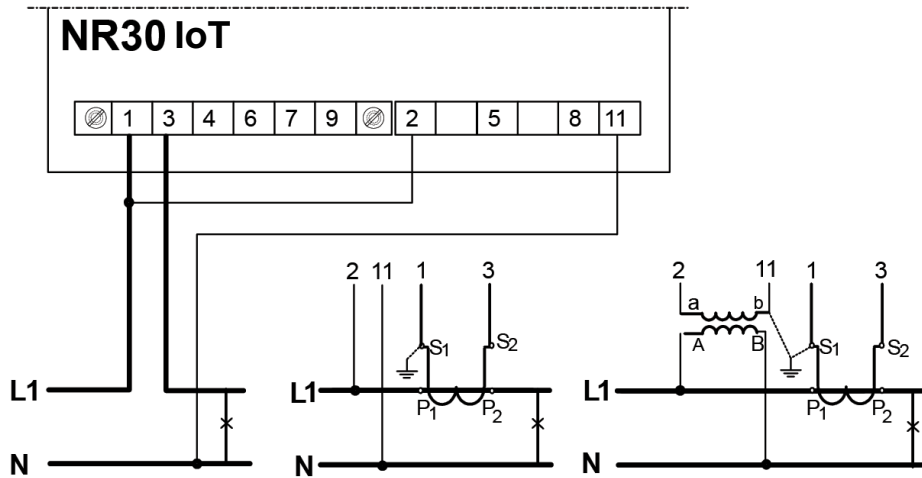 NR30 IoT
1 3 4 6 7 9 2 5 8 11
2 11 1 3 2 11 1 3
a b
S1 S2 A B S1 S2
L1 L1 L1
P1 P2 P1 P2
N N N